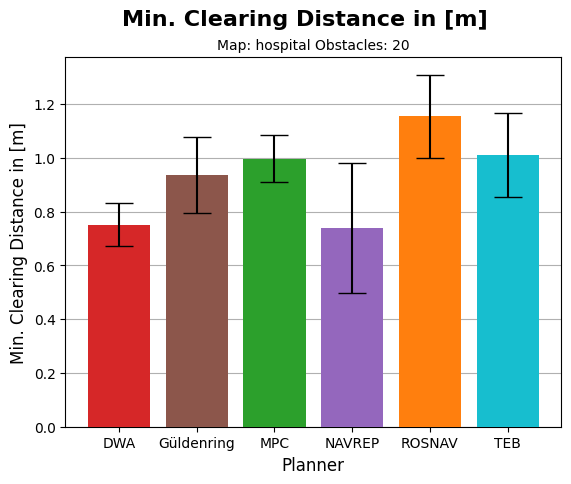 Min. Clearing Distance in [m]
Map: hospital Obstacles: 20
Min. Clearing Distance in [m]
1.2
1.0
0.8
0.6
0.4
0.2
0.0
DWA Güldenring MPC NAVREP ROSNAV TEB
Planner